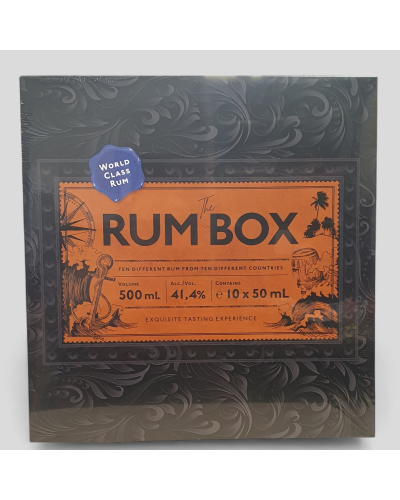 WORLD
CLASS
RUM
The
RUM BOX
TEN DIFFERENT RUM FROM TEN DIFFERENT COUNTRIES
VOLUME ALC./VOL. CONTAINS
500 mL 41,4% ℮ 10 x 50 mL
EXQUISITE TASTING EXPERIENCE